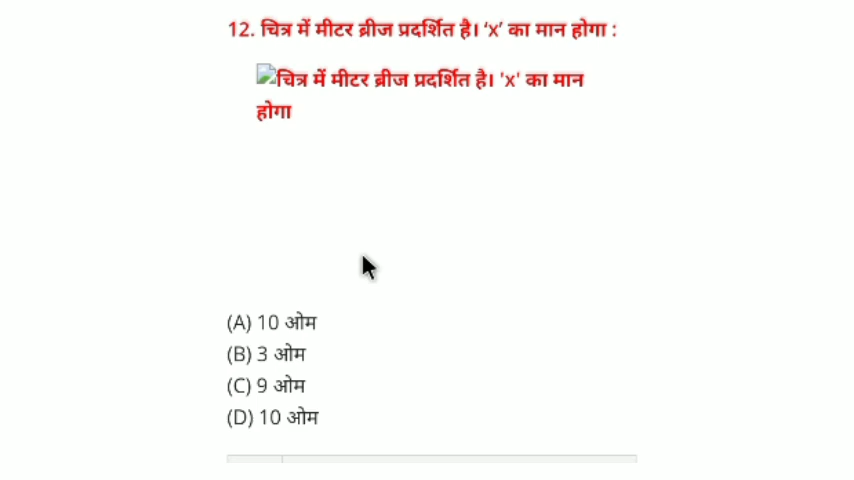 12. चित्र में मीटर ब्रीज प्रदर्शित है। ‘x’ का मान होगा :
चित्र में मीटर ब्रीज प्रदर्शित है। 'x' का मान
होगा
(A) 10 ओम
(B) 3 ओम
(C) 9 ओम
(D) 10 ओम